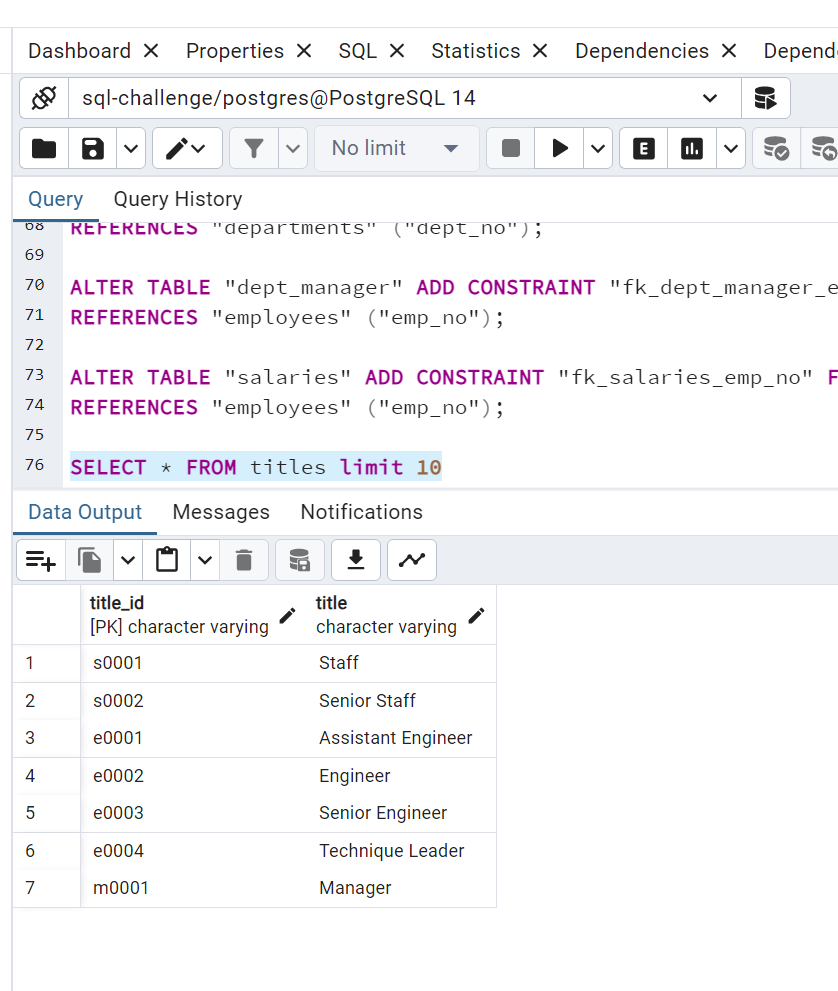 Dashboard Properties SQL Statistics Dependencies Depend
sql-challenge/postgres@PostgreSQL 14
No limit E
Query Query History
68 REFERENCES "departments" ("dept_no");
69
70 ALTER TABLE "dept_manager" ADD CONSTRAINT "fk_dept_manager_e
71 REFERENCES "employees" ("emp_no");
72
73 ALTER TABLE "salaries" ADD CONSTRAINT "fk_salaries_emp_no" F
74 REFERENCES "employees" ("emp_no");
75
76 SELECT * FROM titles limit 10
Data Output Messages Notifications
title_id title
[PK] character varying character varying
1 s0001 Staff
2 s0002 Senior Staff
3 e0001 Assistant Engineer
4 e0002 Engineer
5 e0003 Senior Engineer
6 e0004 Technique Leader
7 m0001 Manager